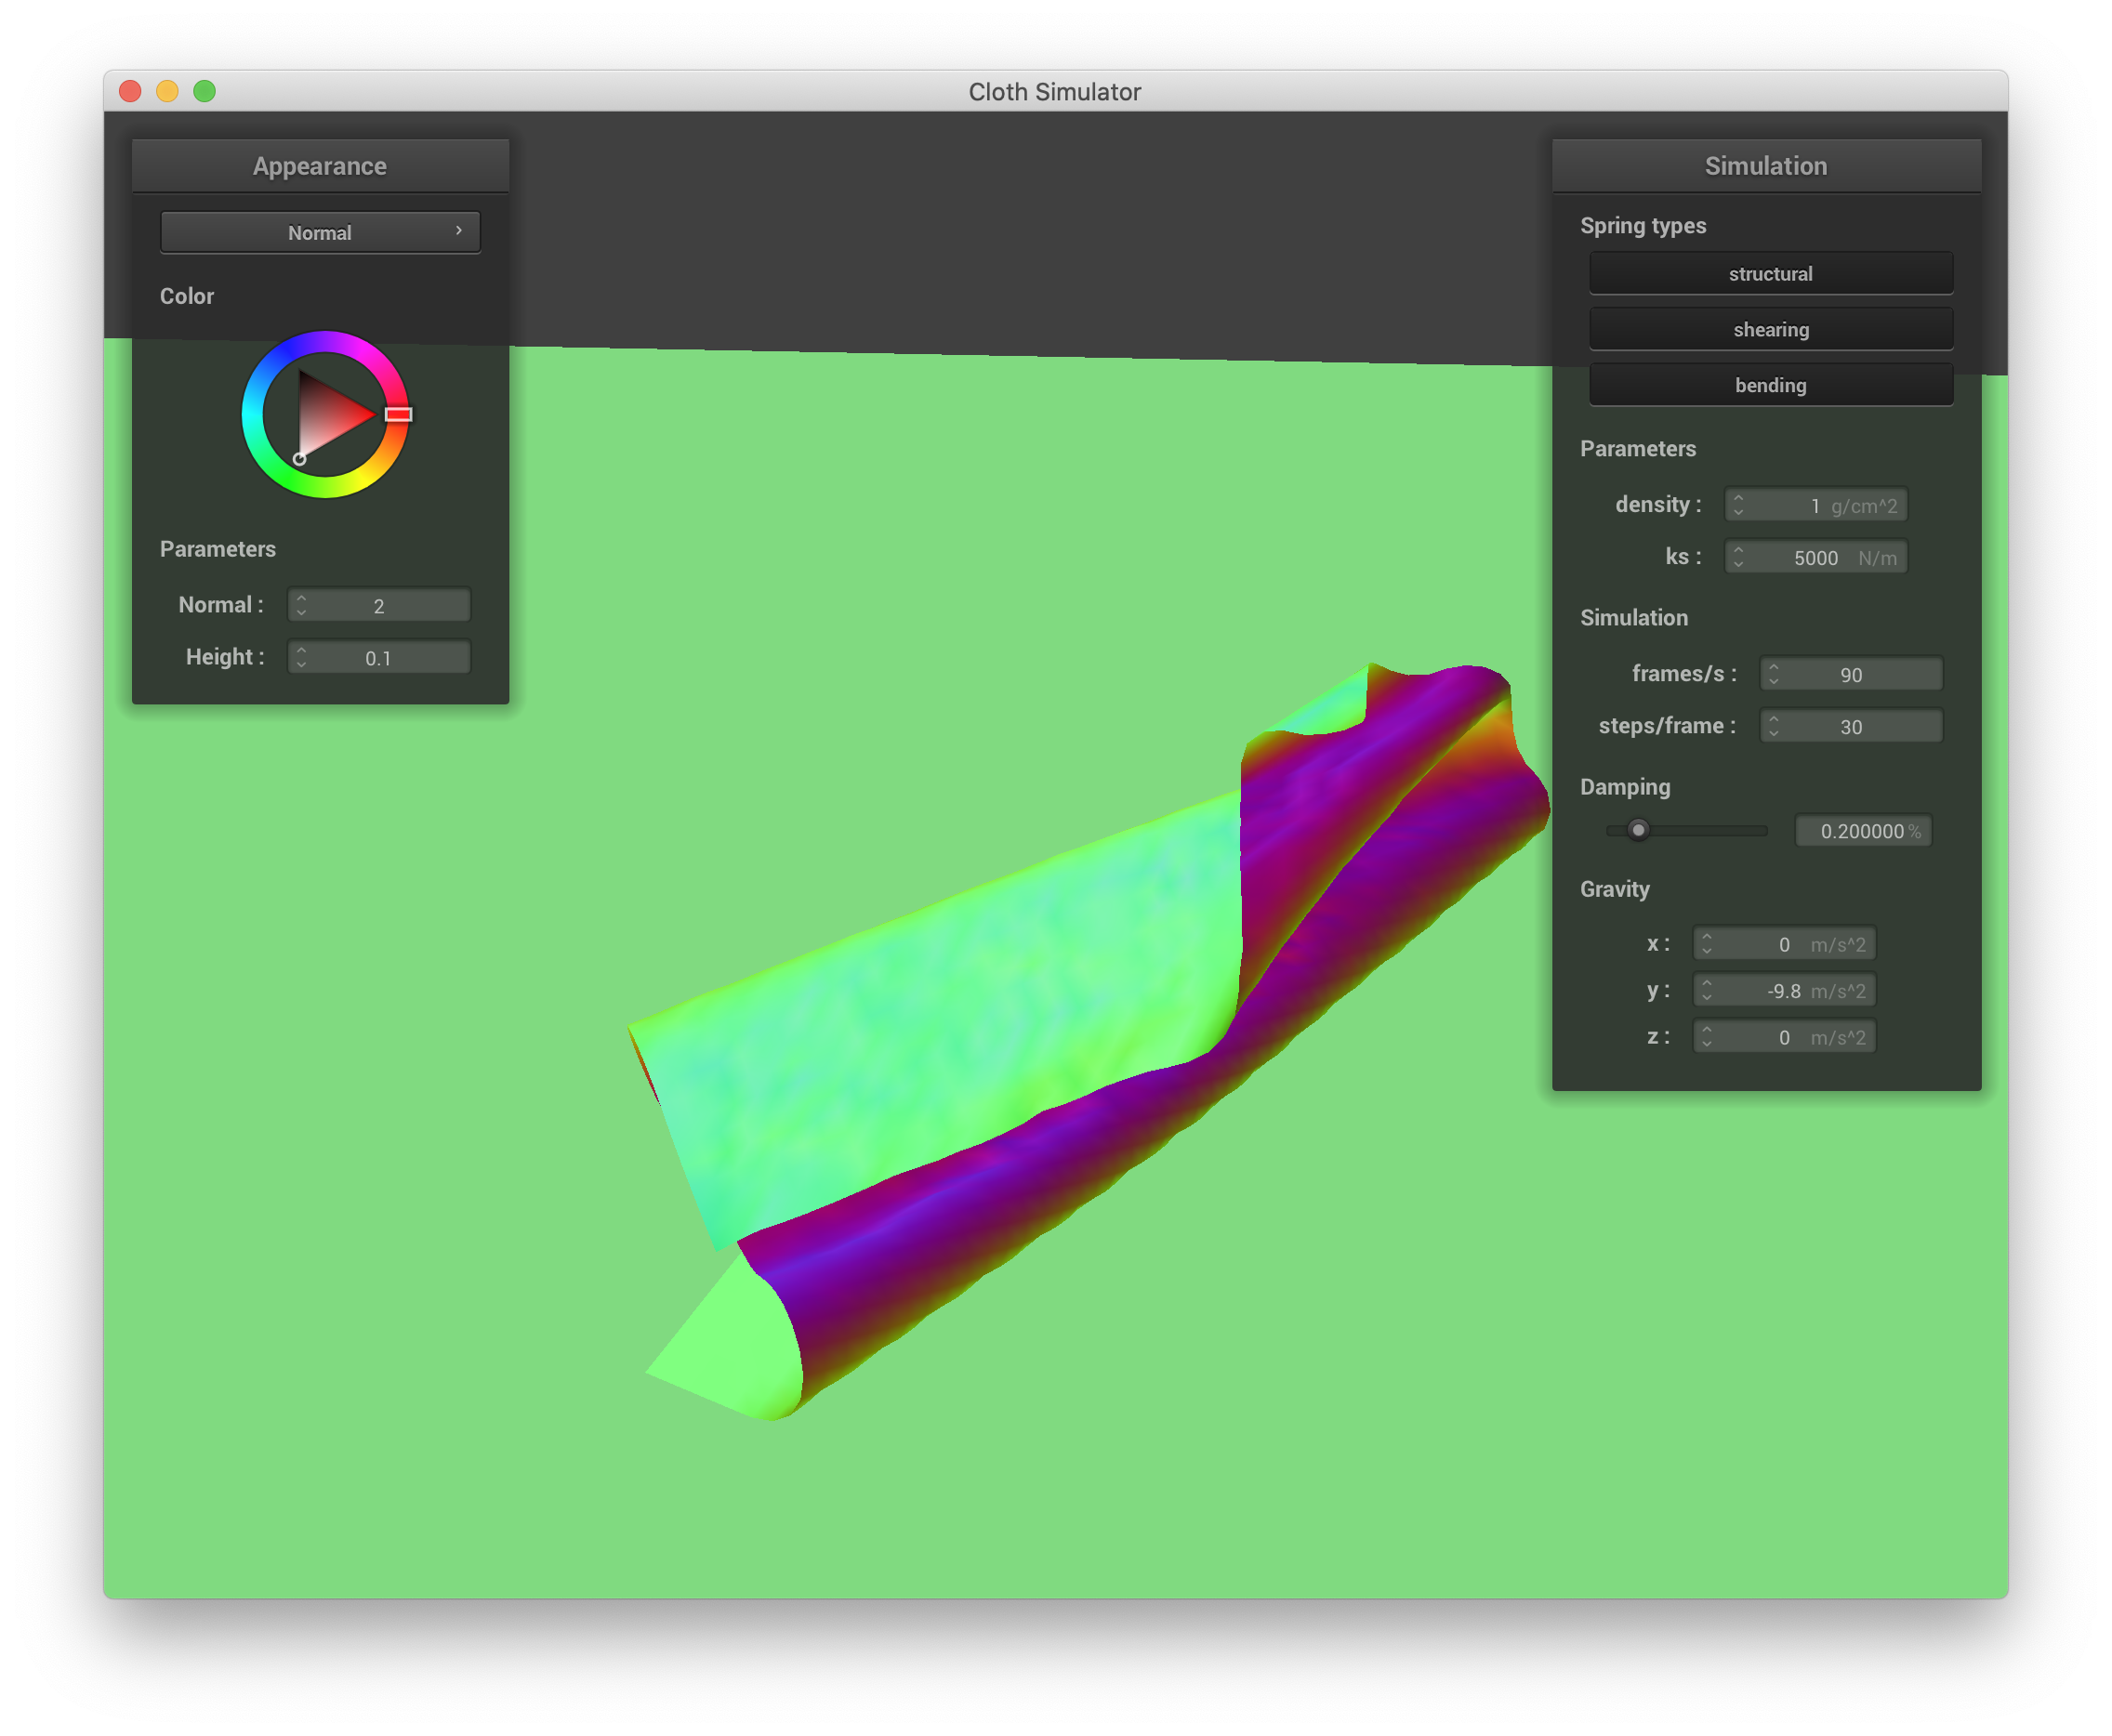 Cloth Simulator
Appearance
Normal
Color
Parameters
Normal : 2
Height : 0.1
Simulation
Spring types
structural
shearing
bending
Parameters
density : 1 g/cm^2
ks : 5000 N/m
Simulation
frames/s : 90
steps/frame : 30
Damping
0.200000 %
Gravity
x : 0 m/s^2
y : -9.8 m/s^2
z : 0 m/s^2